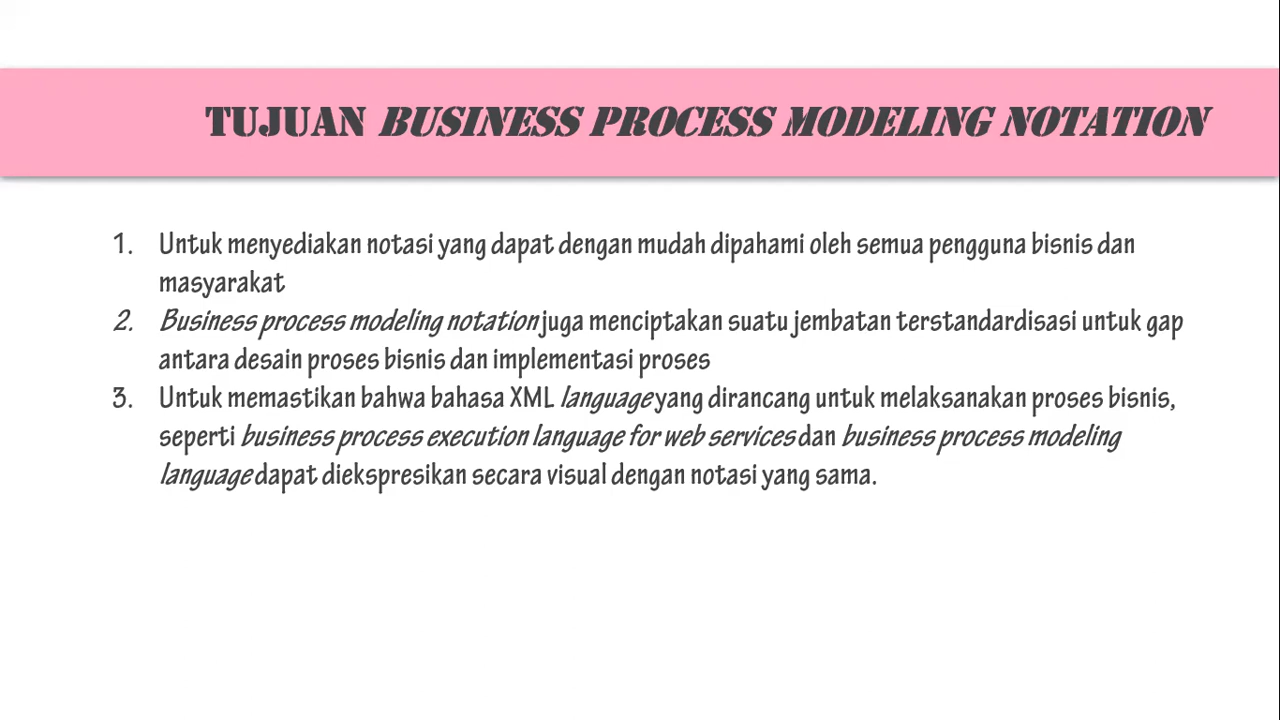 TUJUAN BUSINESS PROCESS MODELING NOTATION
1. Untuk menyediakan notasi yang dapat dengan mudah dipahami oleh semua pengguna bisnis dan
masyarakat
2. Business process modeling notation juga menciptakan suatu jembatan terstandardisasi untuk gap
antara desain proses bisnis dan implementasi proses
3. Untuk memastikan bahwa bahasa XML language yang dirancang untuk melaksanakan proses bisnis,
seperti business process execution language for web services dan business process modeling
language dapat diekspresikan secara visual dengan notasi yang sama.